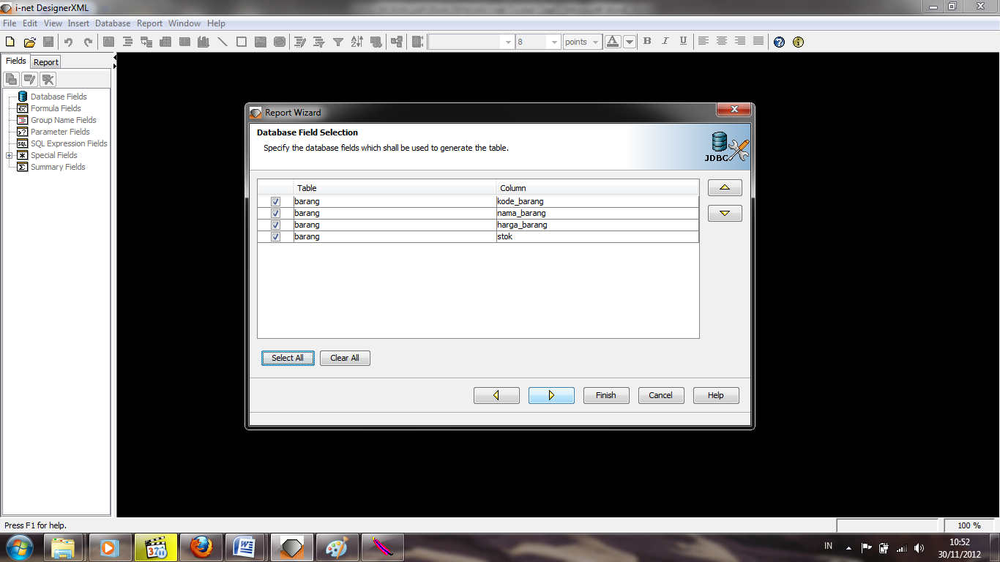 i-net DesignerXML
File Edit View Insert Database Report Window Help
8 points A B I U
Fields Report
Database Fields
Formula Fields
Group Name Fields
Parameter Fields
SQL Expression Fields
Special Fields
Summary Fields
Report Wizard
Database Field Selection
Specify the database fields which shall be used to generate the table.
JDBC
Table Column
barang kode_barang
barang nama_barang
barang harga_barang
barang stok
Select All Clear All
Finish Cancel Help
Press F1 for help.
100 %
IN
10:52
30/11/2012